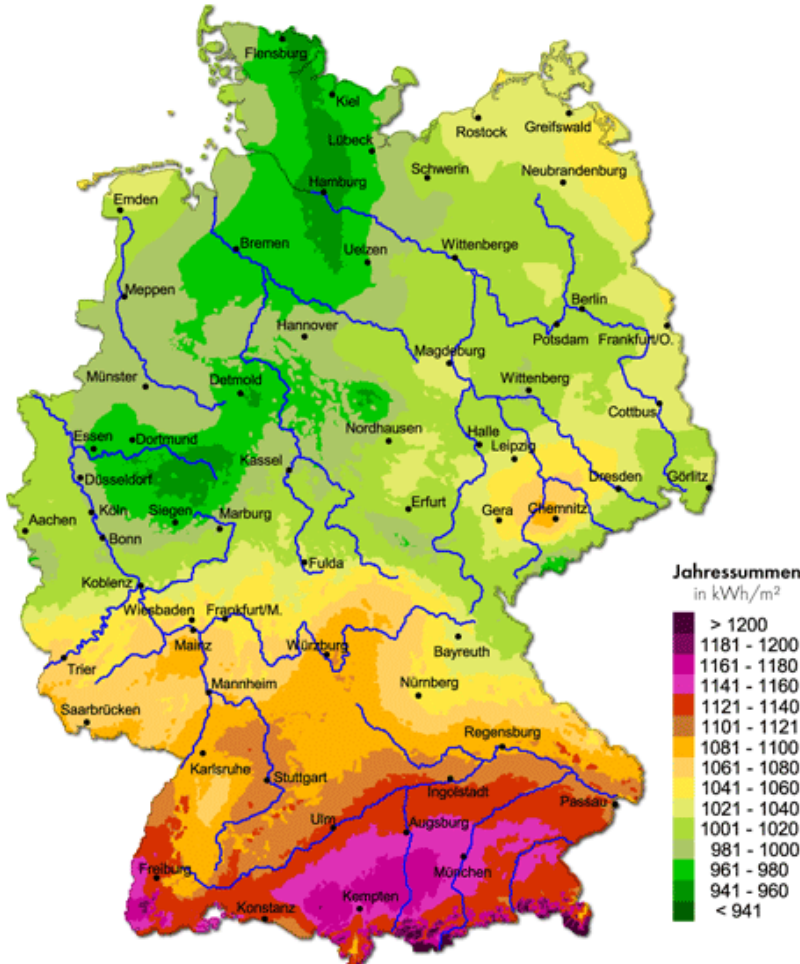 Flensburg
Kiel
Lübeck
Rostock
Greifswald
Schwerin
Neubrandenburg
Hamburg
Emden
Bremen
Uelzen
Wittenberge
Meppen
Berlin
Hannover
Potsdam
Frankfurt/O.
Magdeburg
Münster
Detmold
Wittenberg
Cottbus
Essen
Dortmund
Nordhausen
Halle
Leipzig
Kassel
Düsseldorf
Dresden
Görlitz
Köln
Siegen
Marburg
Erfurt
Gera
Chemnitz
Aachen
Bonn
Fulda
Koblenz
Wiesbaden
Frankfurt/M.
Mainz
Würzburg
Bayreuth
Trier
Mannheim
Nürnberg
Saarbrücken
Regensburg
Karlsruhe
Stuttgart
Ingolstadt
Passau
Ulm
Augsburg
Freiburg
München
Kempten
Konstanz
Jahressummen
in kWh/m²
> 1200
1181 - 1200
1161 - 1180
1141 - 1160
1121 - 1140
1101 - 1121
1081 - 1100
1061 - 1080
1041 - 1060
1021 - 1040
1001 - 1020
981 - 1000
961 - 980
941 - 960
< 941